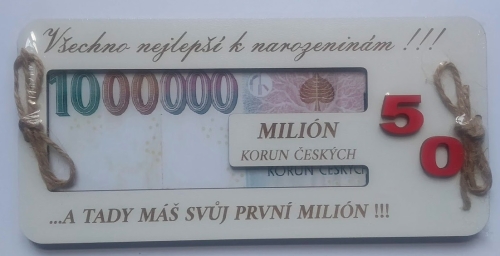 Všechno nejlepší k narozeninám !!!
1000000
MILIÓN
KORUN ČESKÝCH
KORUN ČESKÝCH
50
...A TADY MÁŠ SVŮJ PRVNÍ MILIÓN !!!